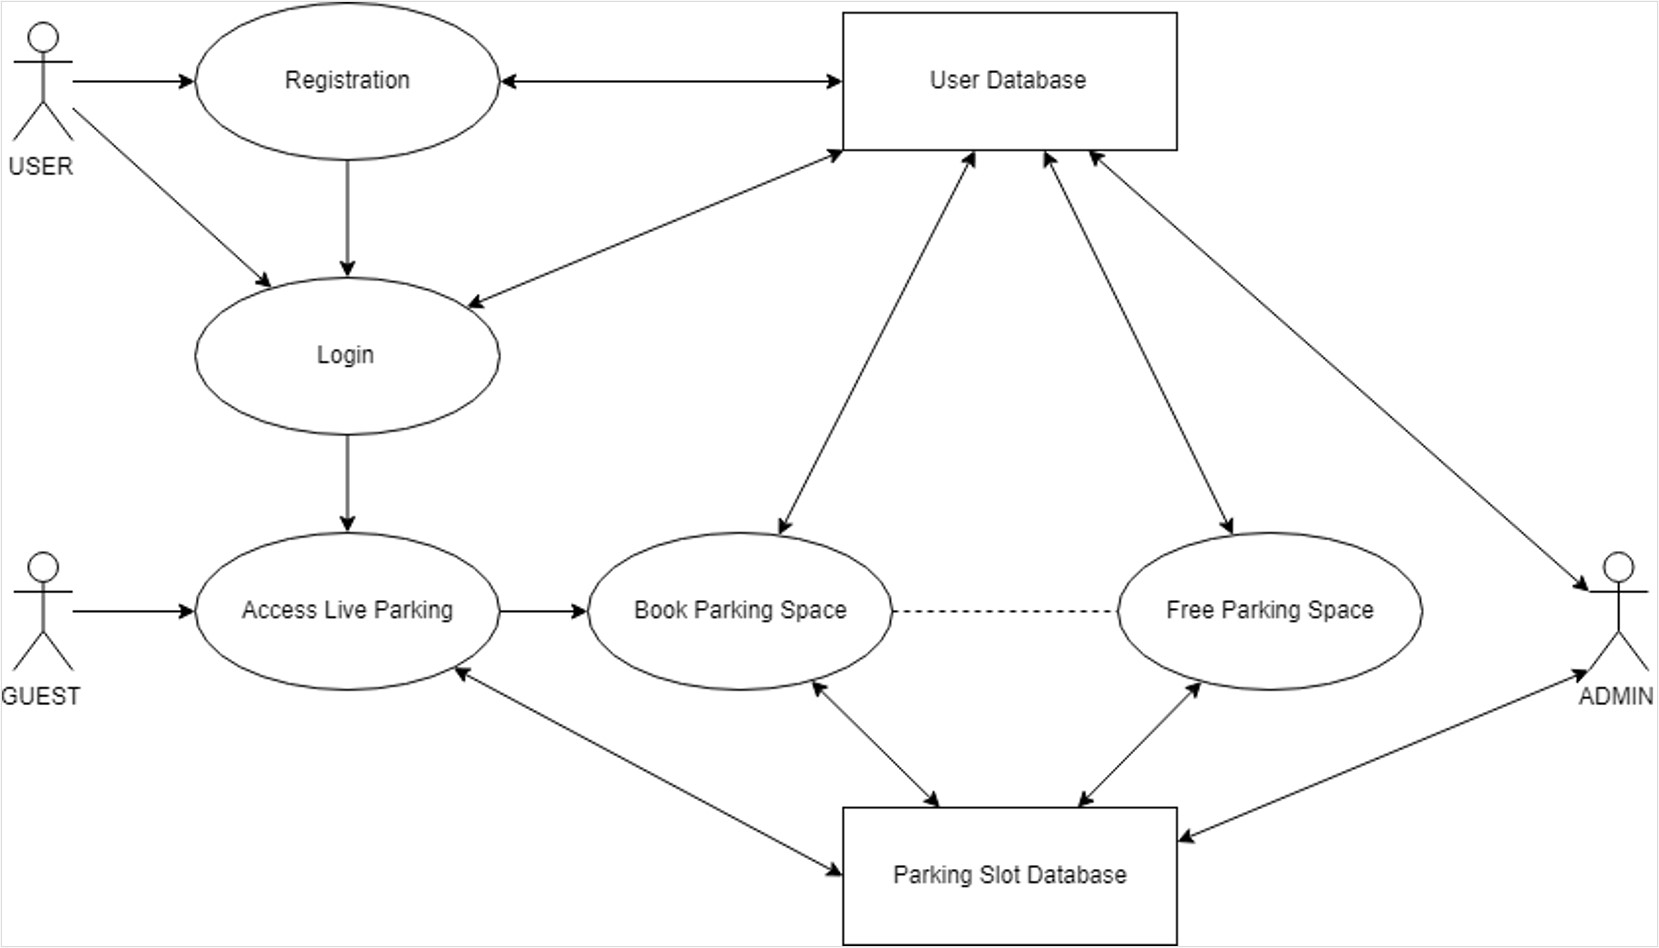 Registration
User Database
USER
Login
Access Live Parking
Book Parking Space
Free Parking Space
GUEST
ADMIN
Parking Slot Database